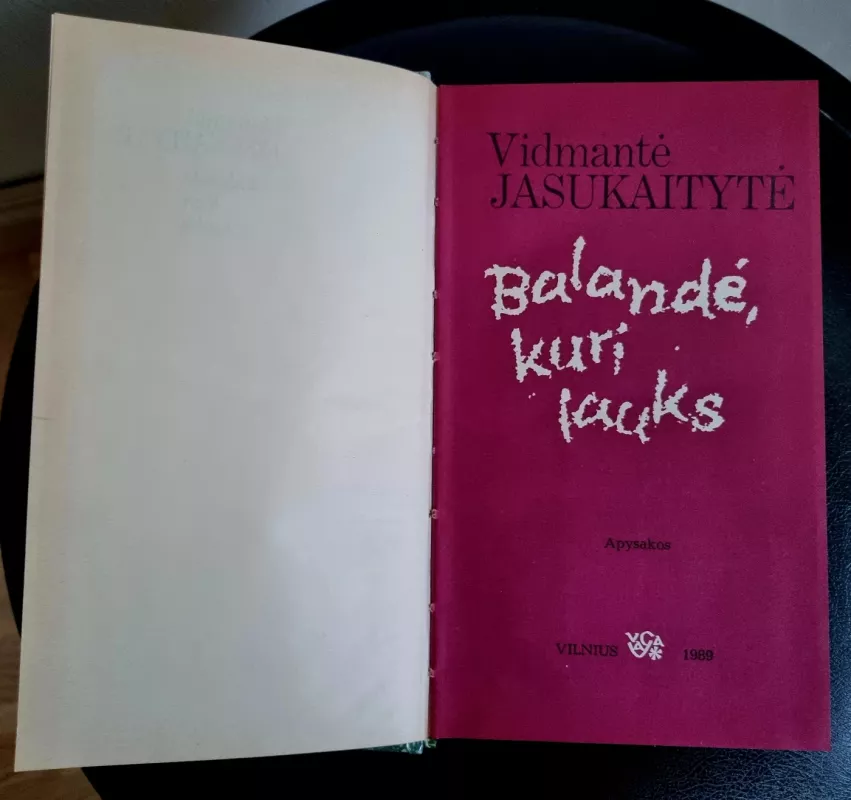 Vidmantė
JASUKAITYTĖ
Balandė,
kuri
lauks
Apysakos
VILNIUS VAGA 1989